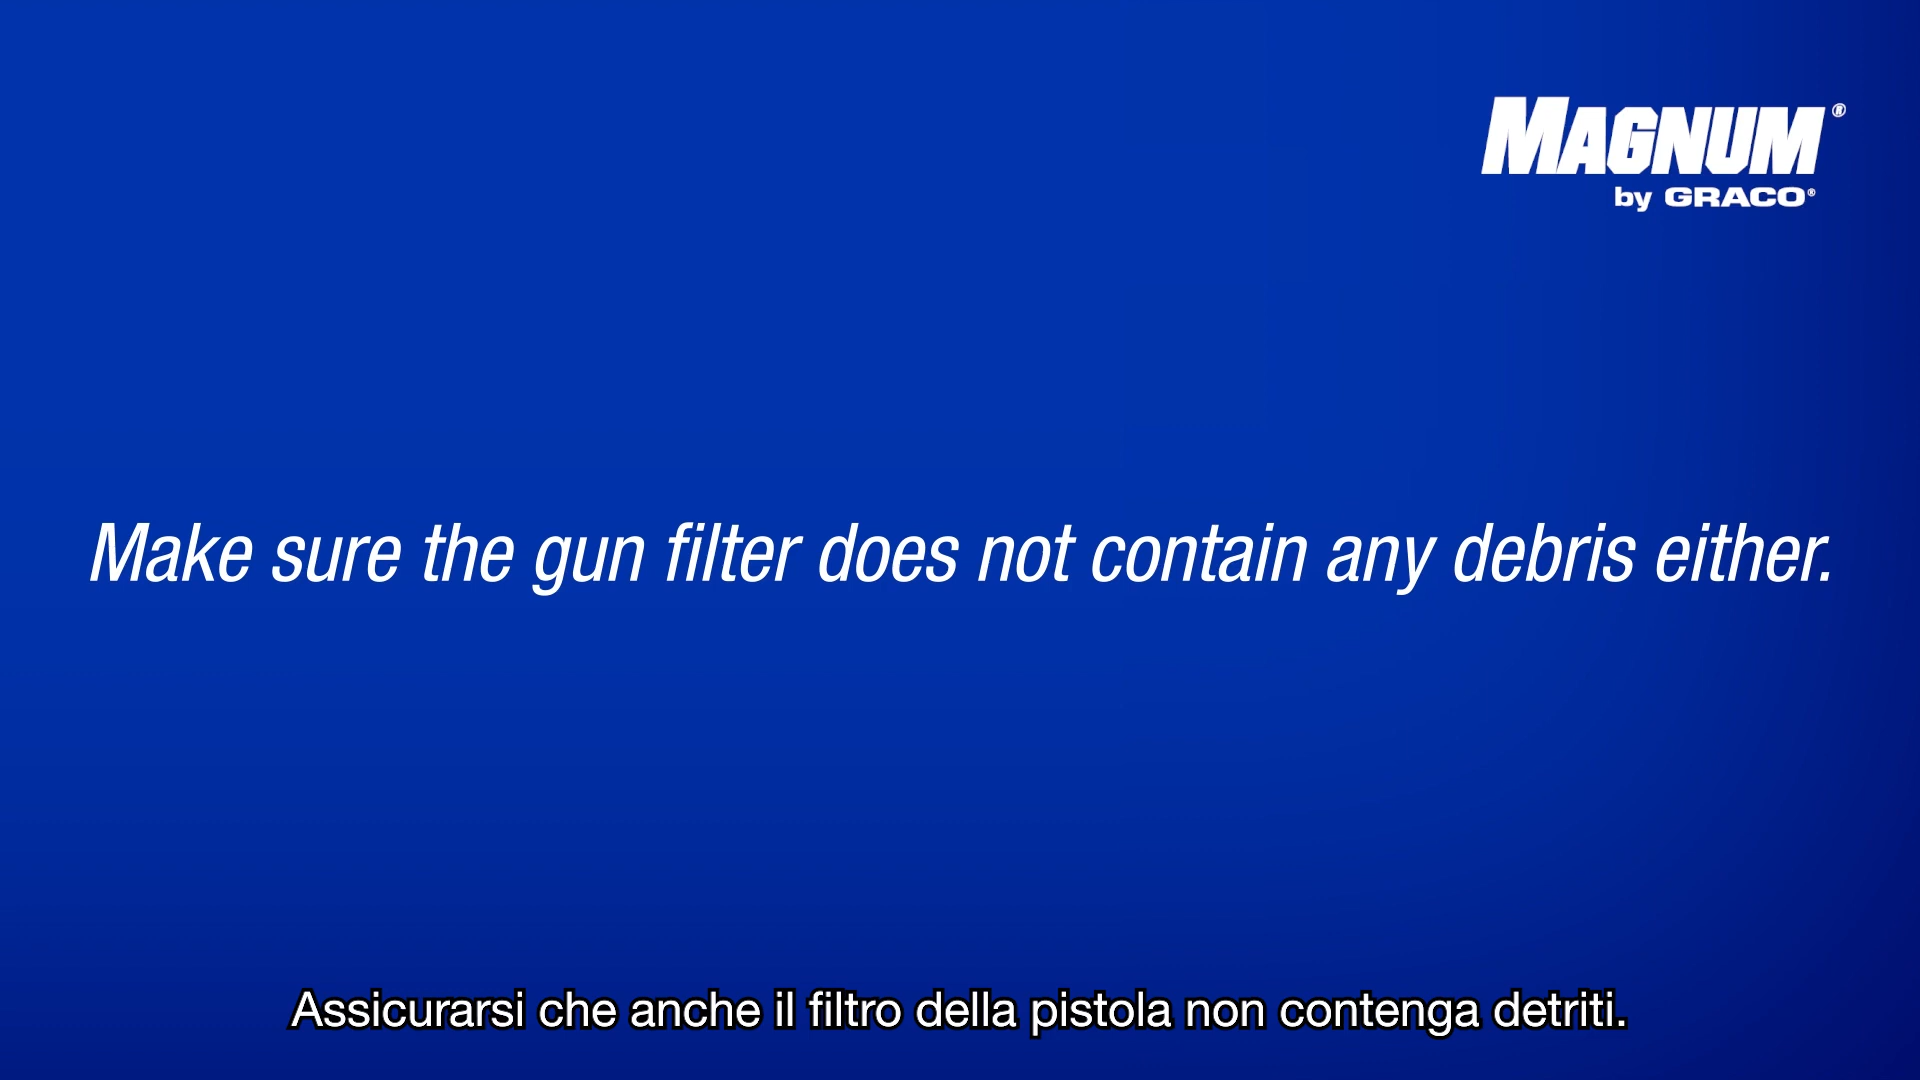 MAGNUM®
by GRACO®
Make sure the gun filter does not contain any debris either.
Assicurarsi che anche il filtro della pistola non contenga detriti.